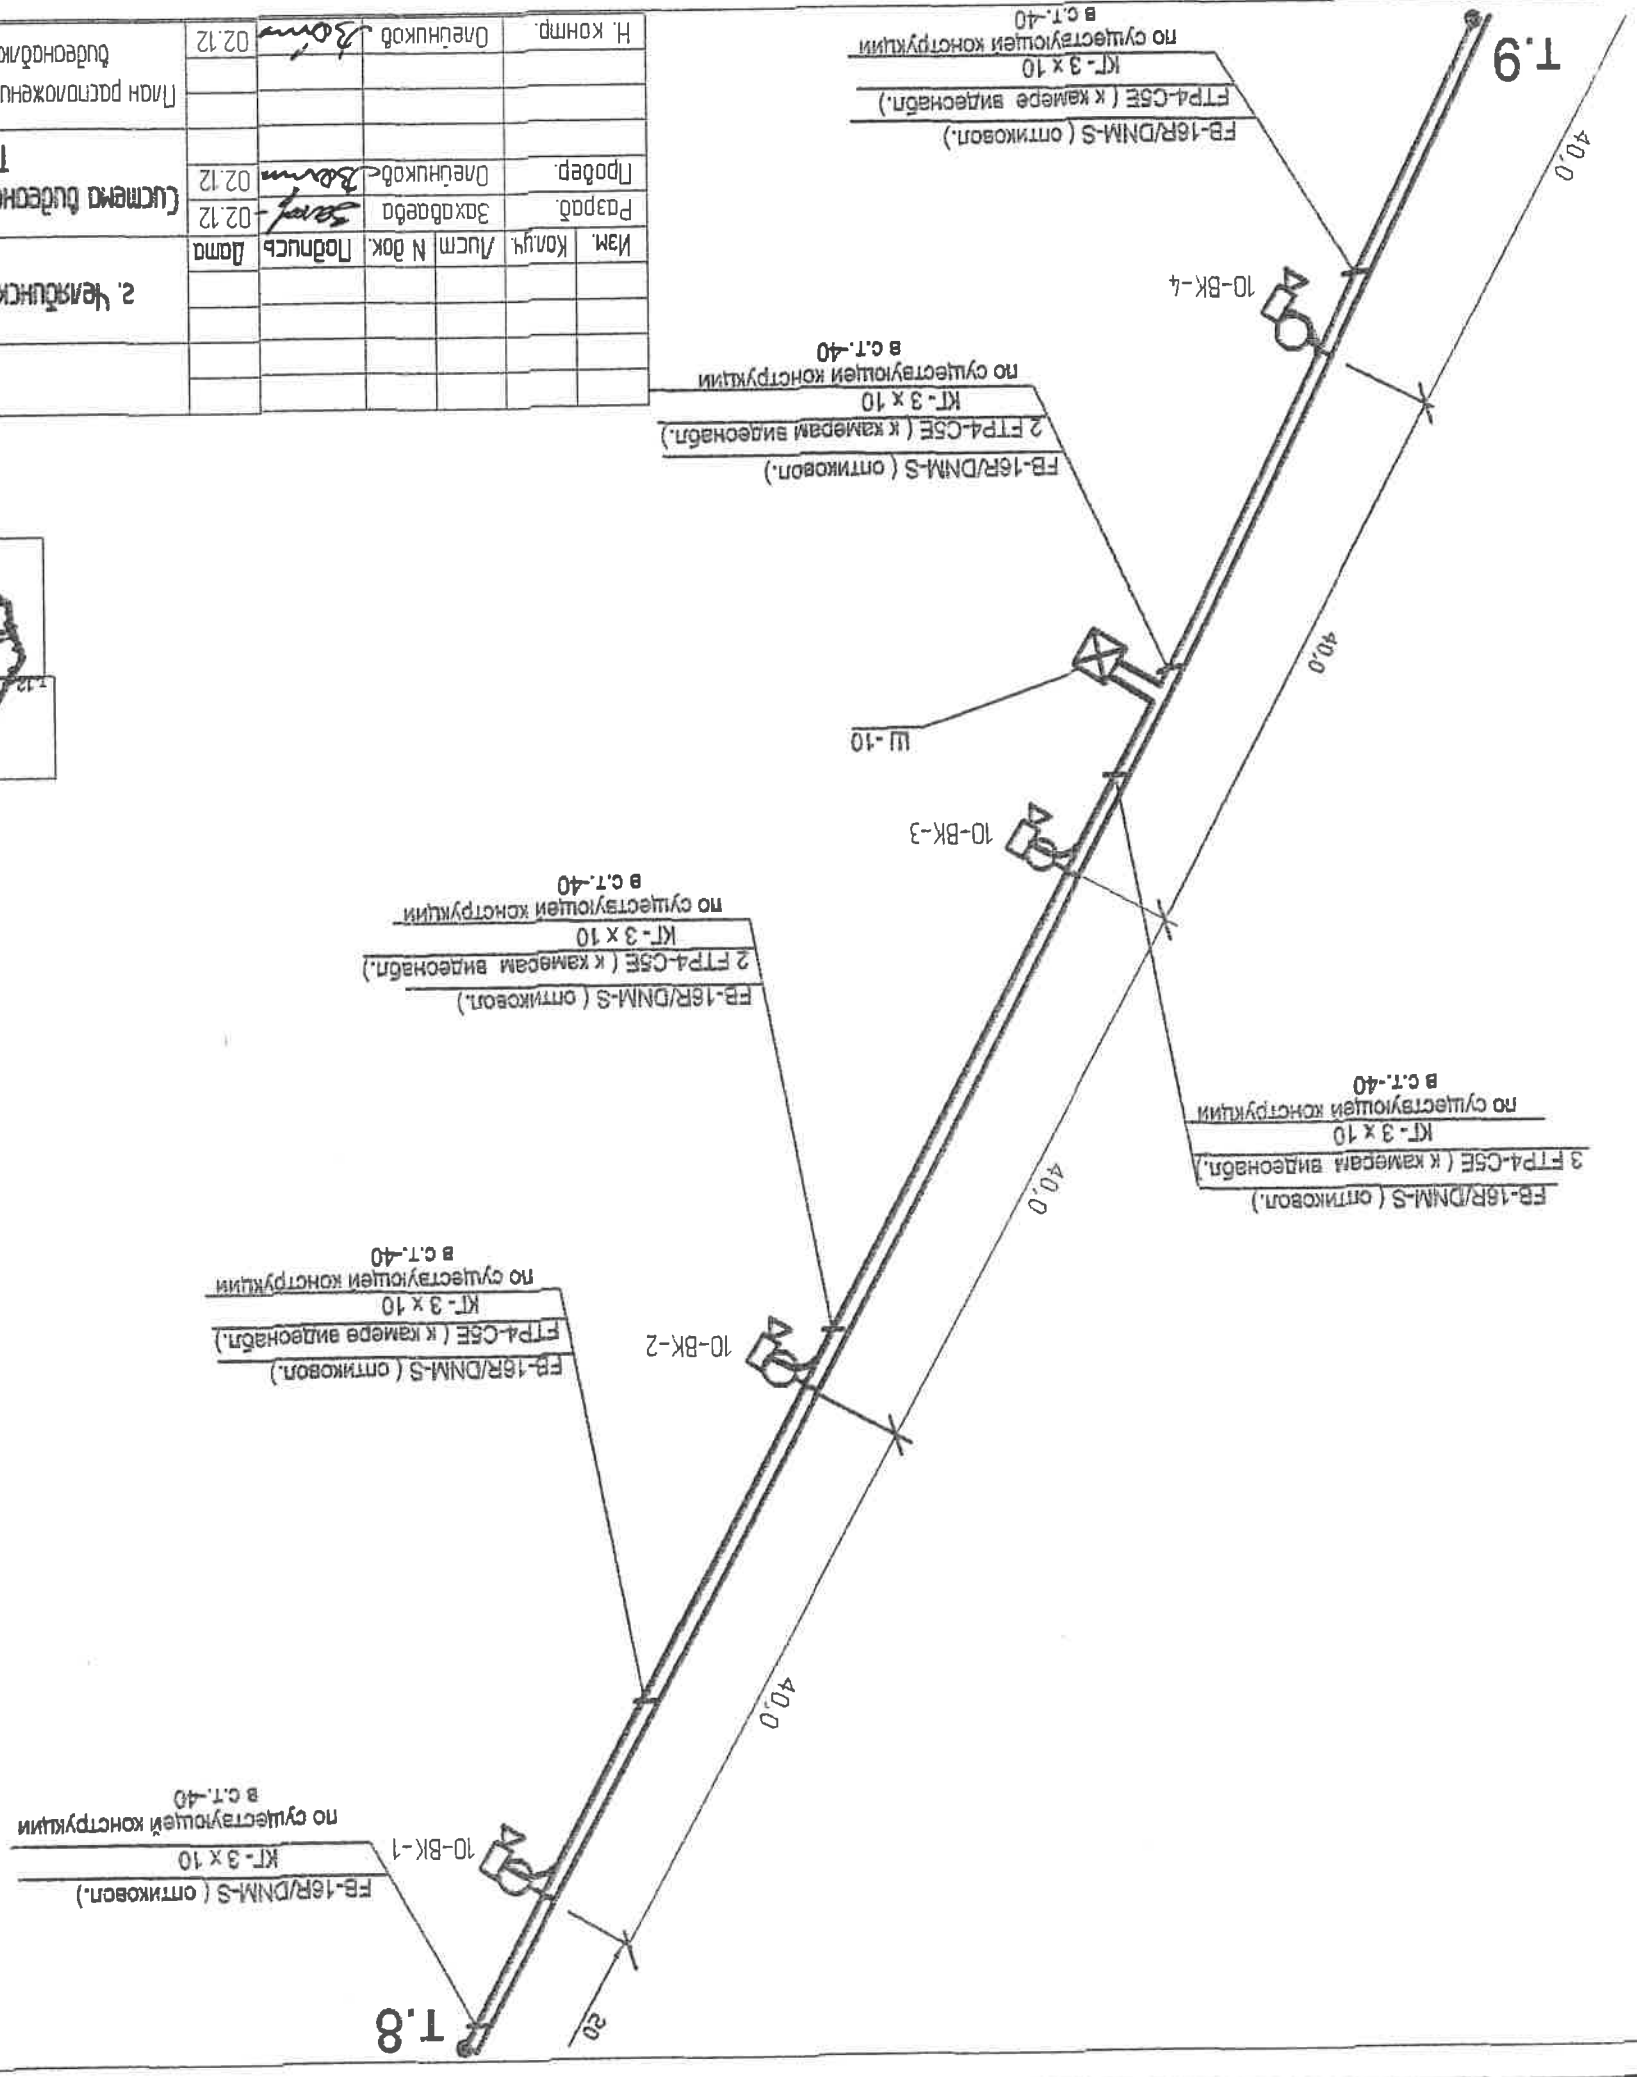 т.8
20
FB-16R/DNM-S ( оптиковол.)
КГ- 3 x 10
по существующей конструкции
в с.т.-40
10-ВК-1
40,0
FB-16R/DNM-S ( оптиковол.)
FTP4-C5E ( к камере видеонабл.)
КГ- 3 x 10
по существующей конструкции
в с.т.-40
10-ВК-2
40,0
FB-16R/DNM-S ( оптиковол.)
3 FTP4-C5E ( к камерам видеонабл.)
КГ- 3 x 10
по существующей конструкции
в с.т.-40
FB-16R/DNM-S ( оптиковол.)
2 FTP4-C5E ( к камерам видеонабл.)
КГ- 3 x 10
по существующей конструкции
в с.т.-40
10-ВК-3
Ш-10
40,0
т.12
FB-16R/DNM-S ( оптиковол.)
2 FTP4-C5E ( к камерам видеонабл.)
КГ- 3 x 10
по существующей конструкции
в с.т.-40
10-ВК-4
40,0
FB-16R/DNM-S ( оптиковол.)
FTP4-C5E ( к камере видеонабл.)
КГ- 3 x 10
по существующей конструкции
в с.т.-40
т.9
г. Челябинск
Изм. Кол.уч. Лист N док. Подпись Дата
Разраб. Захаваева 02.12
Провер. Олейников 02.12
Система видеон
План расположени
видеонаблю
Н. контр. Олейников 02.12